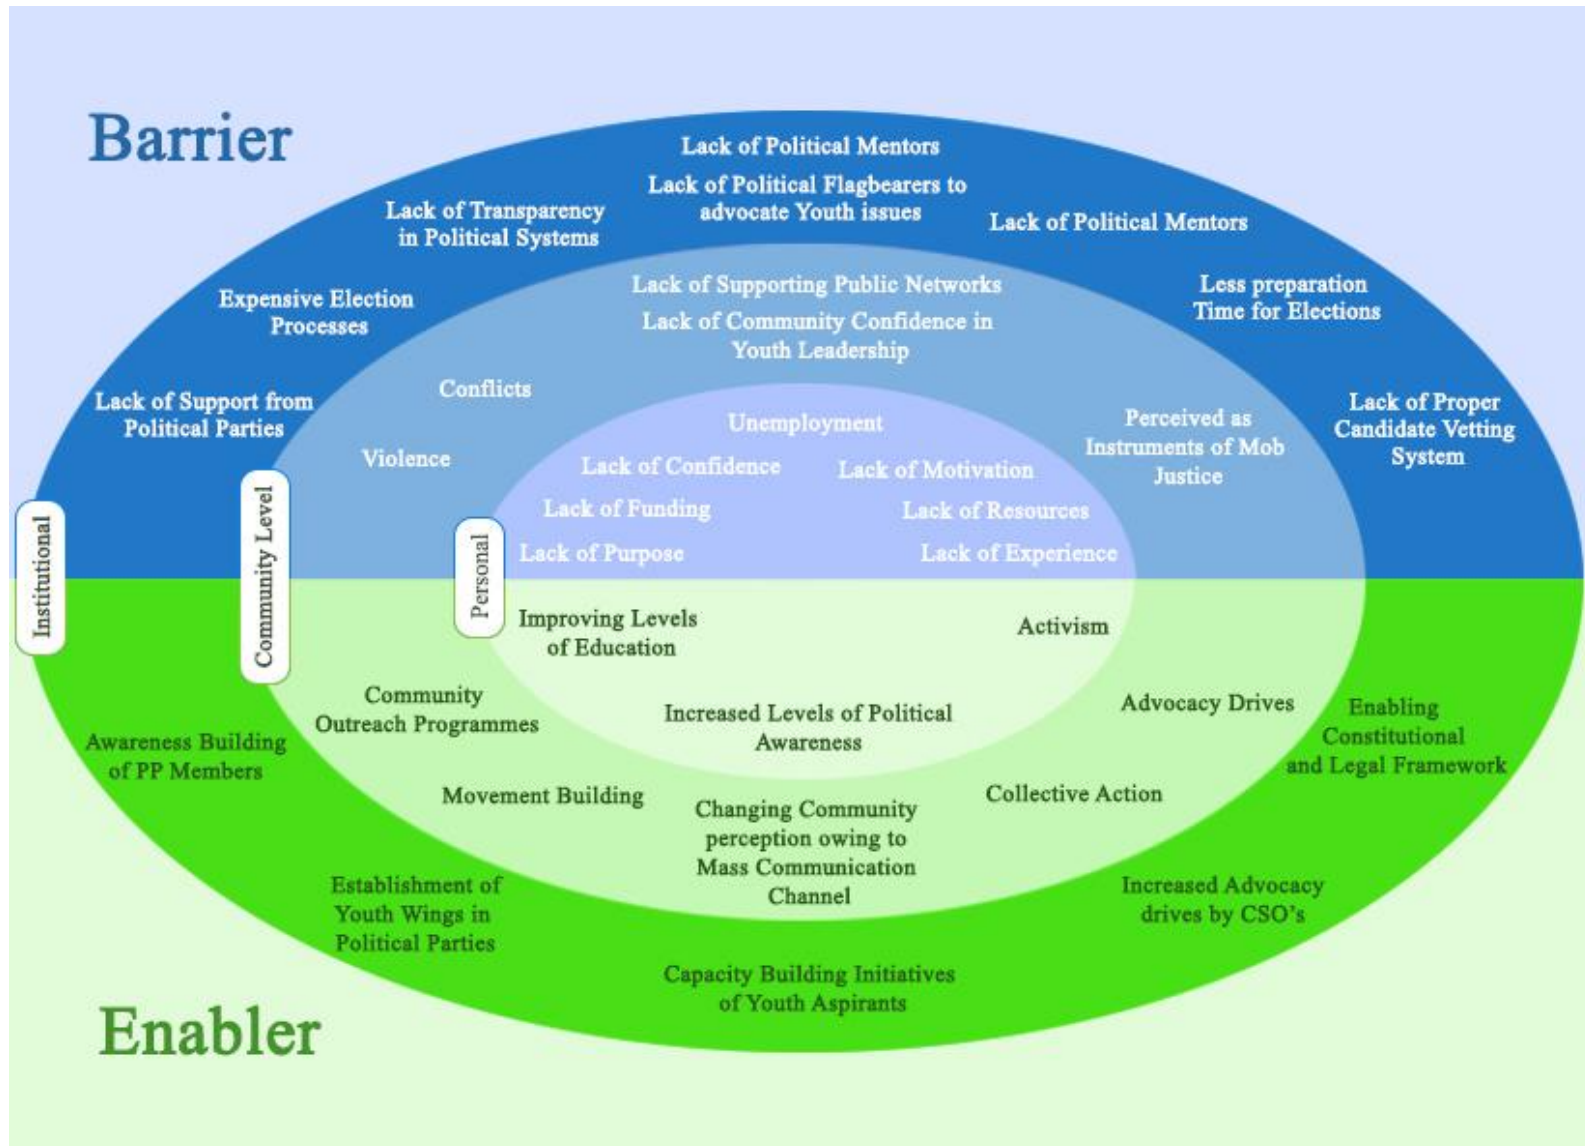 Barrier
Lack of Political Mentors
Lack of Political Flagbearers to
advocate Youth issues
Lack of Transparency
in Political Systems
Lack of Political Mentors
Expensive Election
Processes
Less preparation
Time for Elections
Lack of Support from
Political Parties
Lack of Proper
Candidate Vetting
System
Lack of Supporting Public Networks
Lack of Community Confidence in
Youth Leadership
Conflicts
Violence
Perceived as
Instruments of Mob
Justice
Unemployment
Lack of Confidence
Lack of Motivation
Lack of Funding
Lack of Resources
Lack of Purpose
Lack of Experience
Institutional
Community Level
Personal
Improving Levels
of Education
Activism
Increased Levels of Political
Awareness
Community
Outreach Programmes
Advocacy Drives
Movement Building
Collective Action
Changing Community
perception owing to
Mass Communication
Channel
Awareness Building
of PP Members
Enabling
Constitutional
and Legal Framework
Establishment of
Youth Wings in
Political Parties
Increased Advocacy
drives by CSO's
Capacity Building Initiatives
of Youth Aspirants
Enabler